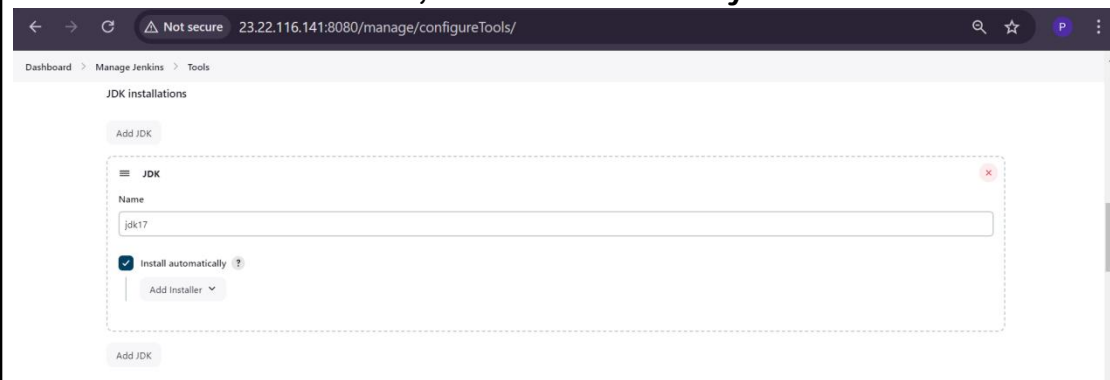 Not secure 23.22.116.141:8080/manage/configureTools/ P
Dashboard > Manage Jenkins > Tools
JDK installations
Add JDK
JDK
Name
jdk17
Install automatically ?
Add Installer
Add JDK